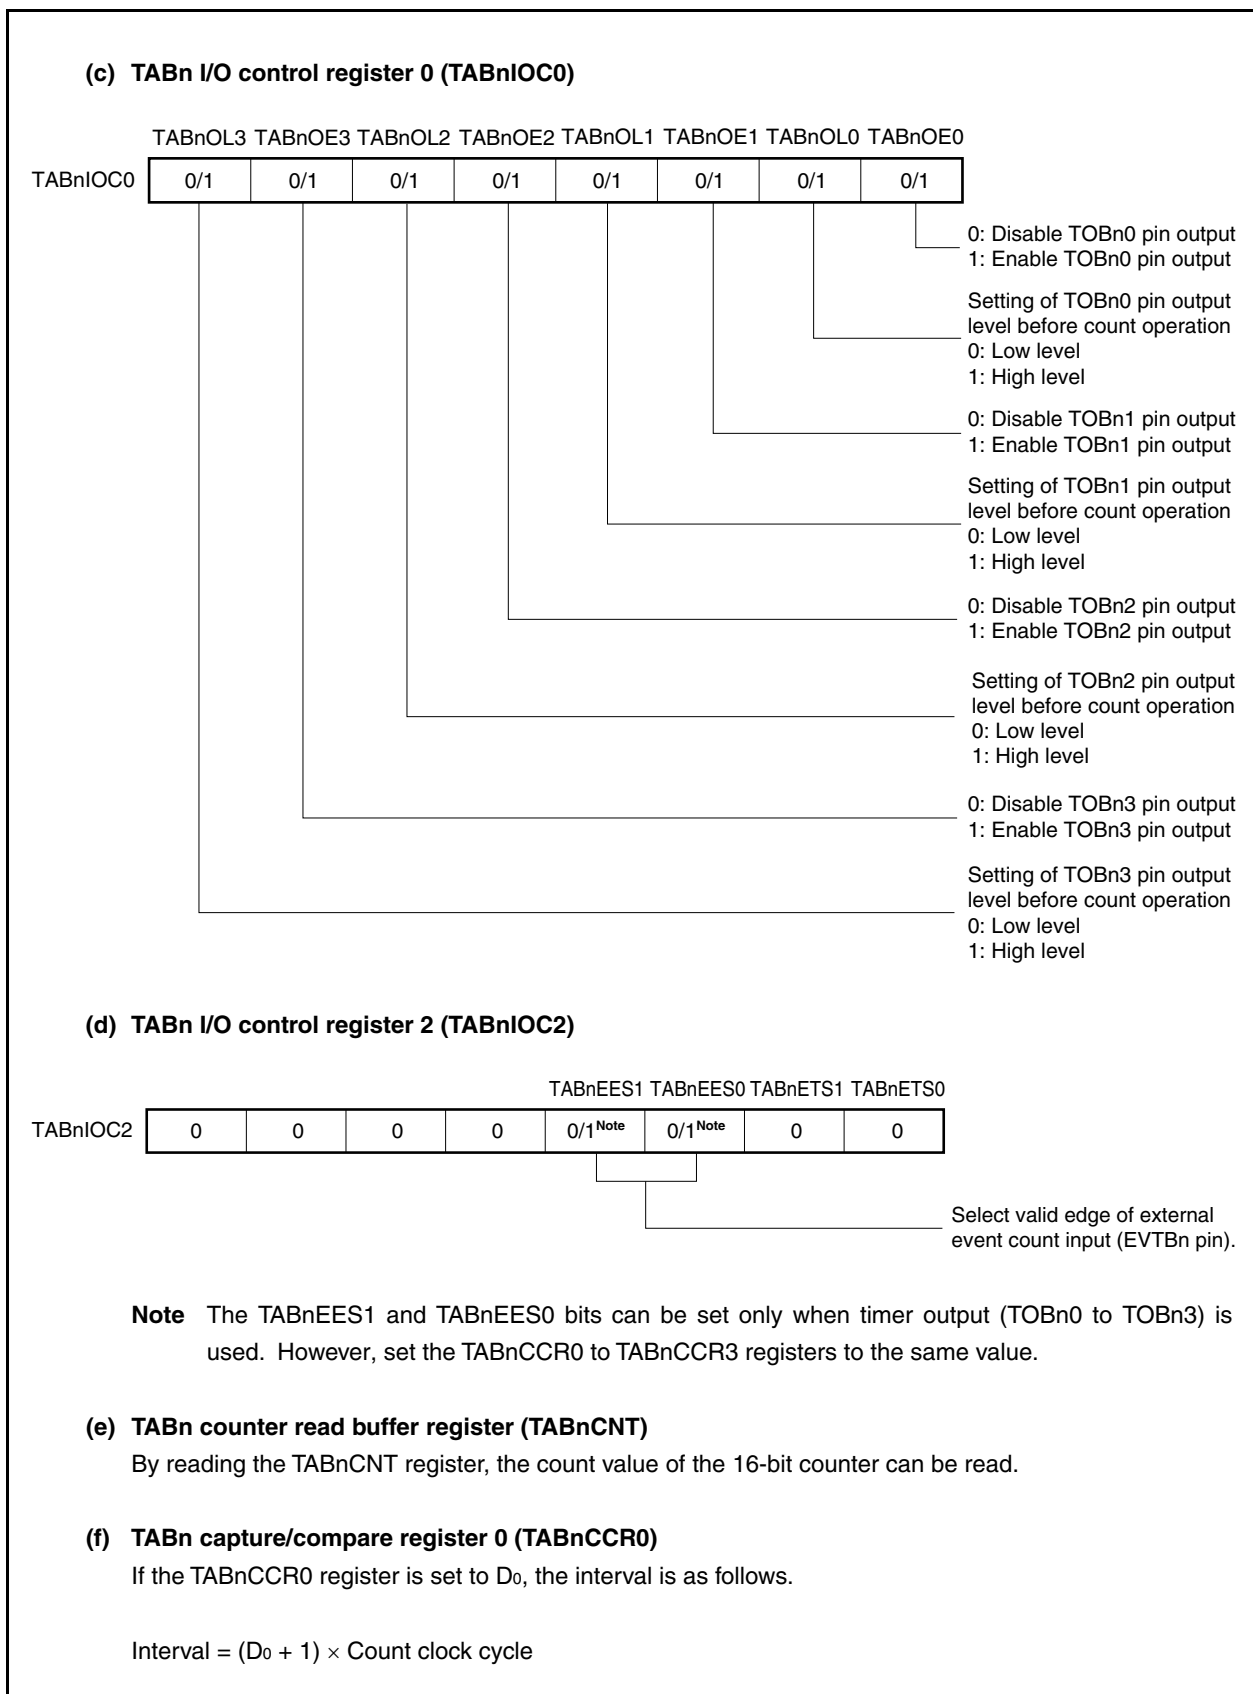 (c) TABn I/O control register 0 (TABnIOC0)
TABnOL3 TABnOE3 TABnOL2 TABnOE2 TABnOL1 TABnOE1 TABnOL0 TABnOE0
TABnIOC0 0/1 0/1 0/1 0/1 0/1 0/1 0/1 0/1
0: Disable TOBn0 pin output
1: Enable TOBn0 pin output
Setting of TOBn0 pin output
level before count operation
0: Low level
1: High level
0: Disable TOBn1 pin output
1: Enable TOBn1 pin output
Setting of TOBn1 pin output
level before count operation
0: Low level
1: High level
0: Disable TOBn2 pin output
1: Enable TOBn2 pin output
Setting of TOBn2 pin output
level before count operation
0: Low level
1: High level
0: Disable TOBn3 pin output
1: Enable TOBn3 pin output
Setting of TOBn3 pin output
level before count operation
0: Low level
1: High level
(d) TABn I/O control register 2 (TABnIOC2)
TABnEES1 TABnEES0 TABnETS1 TABnETS0
TABnIOC2 0 0 0 0 0/1Note 0/1Note 0 0
Select valid edge of external
event count input (EVTBn pin).
Note The TABnEES1 and TABnEES0 bits can be set only when timer output (TOBn0 to TOBn3) is
used. However, set the TABnCCR0 to TABnCCR3 registers to the same value.
(e) TABn counter read buffer register (TABnCNT)
By reading the TABnCNT register, the count value of the 16-bit counter can be read.
(f) TABn capture/compare register 0 (TABnCCR0)
If the TABnCCR0 register is set to D0, the interval is as follows.
Interval = (D0 + 1) × Count clock cycle